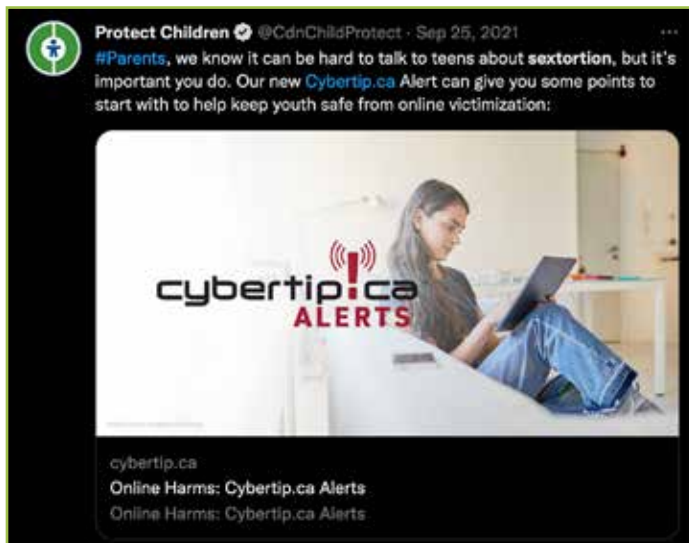 Protect Children @CdnChildProtect · Sep 25, 2021
#Parents, we know it can be hard to talk to teens about sextortion, but it's
important you do. Our new Cybertip.ca Alert can give you some points to
start with to help keep youth safe from online victimization:
cybertip!ca
ALERTS
cybertip.ca
Online Harms: Cybertip.ca Alerts
Online Harms: Cybertip.ca Alerts